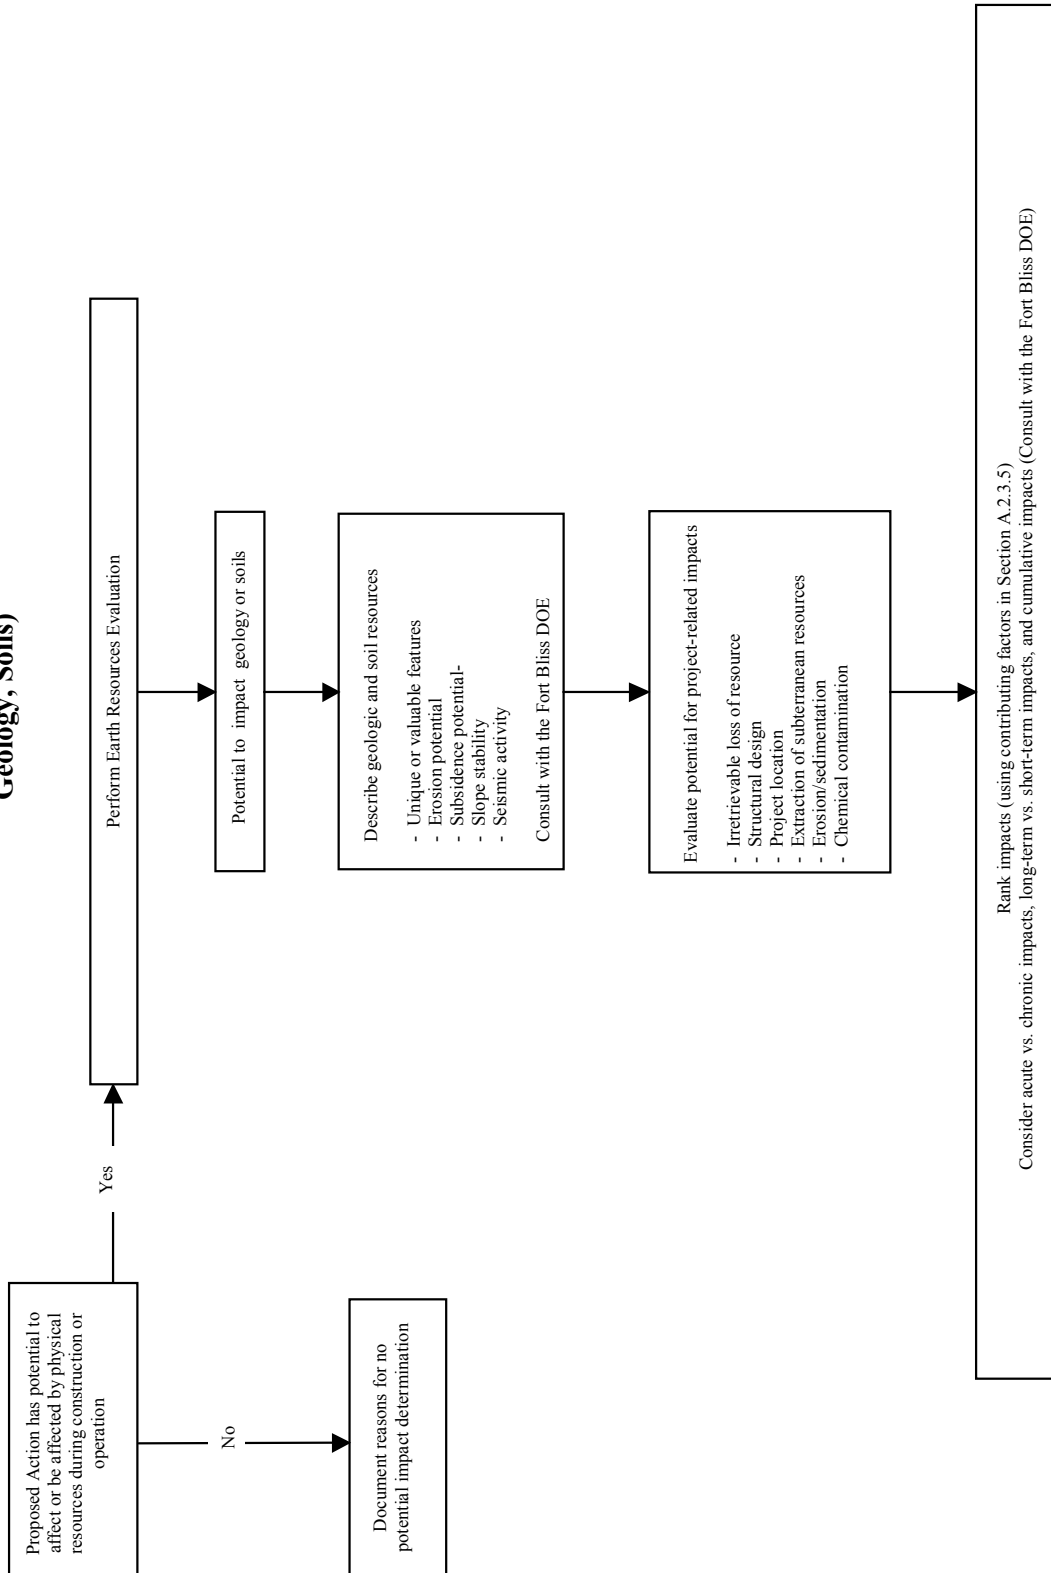 Geology, Soils)
Proposed Action has potential to
affect or be affected by physical
resources during construction or
operation
Yes
Perform Earth Resources Evaluation
No
Document reasons for no
potential impact determination
Potential to impact geology or soils
Describe geologic and soil resources
- Unique or valuable features
- Erosion potential
- Subsidence potential-
- Slope stability
- Seismic activity
Consult with the Fort Bliss DOE
Evaluate potential for project-related impacts
- Irretrievable loss of resource
- Structural design
- Project location
- Extraction of subterranean resources
- Erosion/sedimentation
- Chemical contamination
Rank impacts (using contributing factors in Section A.2.3.5)
Consider acute vs. chronic impacts, long-term vs. short-term impacts, and cumulative impacts (Consult with the Fort Bliss DOE)